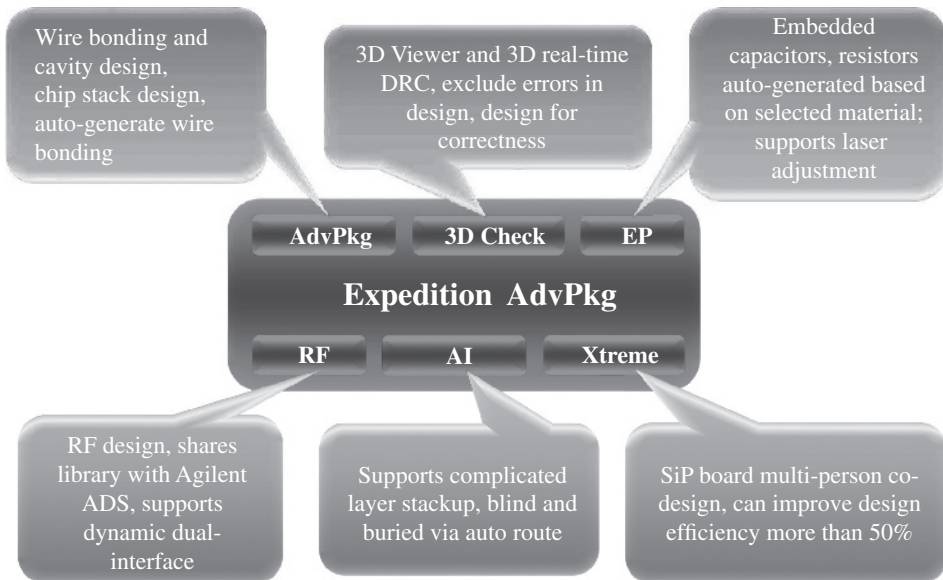 Wire bonding and
cavity design,
chip stack design,
auto-generate wire
bonding
3D Viewer and 3D real-time
DRC, exclude errors in
design, design for
correctness
Embedded
capacitors, resistors
auto-generated based
on selected material;
supports laser
adjustment
AdvPkg
3D Check
EP
Expedition AdvPkg
RF
AI
Xtreme
RF design, shares
library with Agilent
ADS, supports
dynamic dual-
interface
Supports complicated
layer stackup, blind and
buried via auto route
SiP board multi-person co-
design, can improve design
efficiency more than 50%